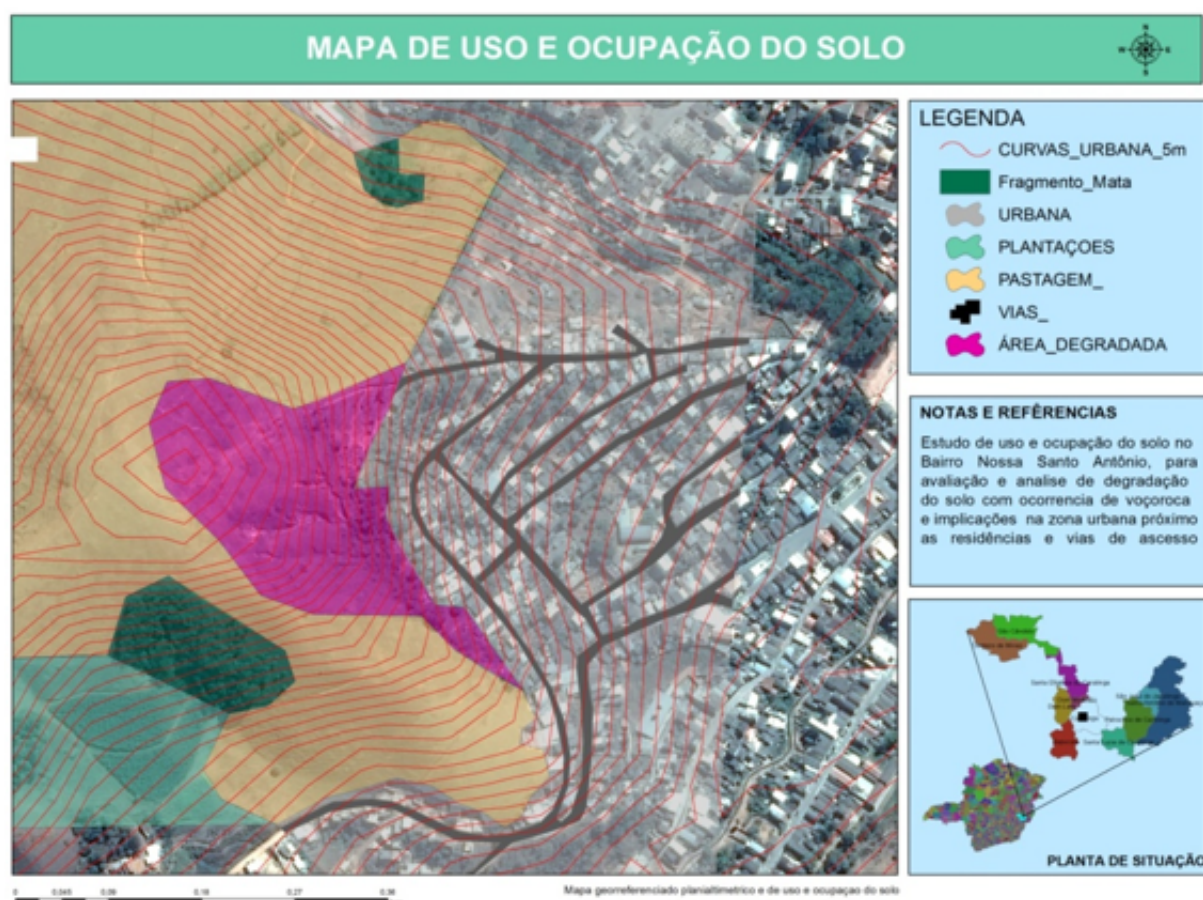 MAPA DE USO E OCUPAÇÃO DO SOLO
N
W
E
S
LEGENDA
CURVAS_URBANA_5m
Fragmento_Mata
URBANA
PLANTAÇOES
PASTAGEM_
VIAS_
ÁREA_DEGRADADA
NOTAS E REFÊRENCIAS
Estudo de uso e ocupação do solo no
Bairro Nossa Santo Antônio, para
avaliação e analise de degradação
do solo com ocorrencia de voçoroca
e implicações na zona urbana próximo
as residências e vias de ascesso
PLANTA DE SITUAÇÃO
0 0,045 0,09 0,18 0,27 0,36
Mapa georreferenciado planialtimetrico e de uso e ocupaçao do solo